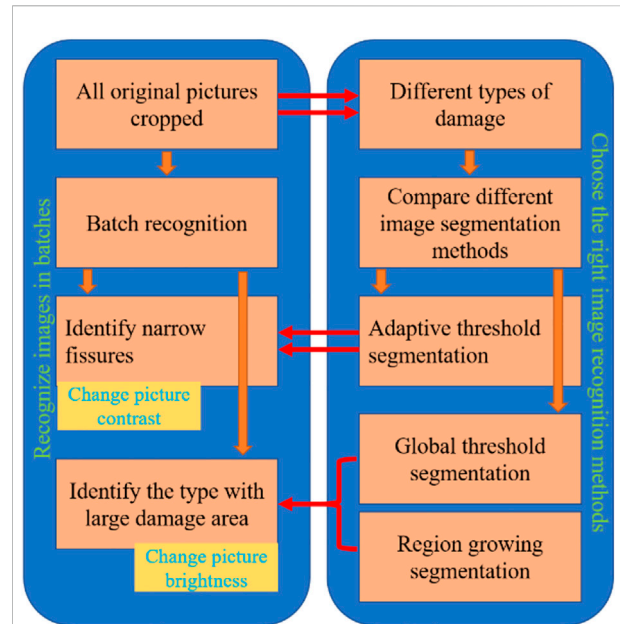 Recognize images in batches
All original pictures
cropped
Batch recognition
Identify narrow
fissures
Change picture
contrast
Identify the type with
large damage area
Change picture
brightness
Different types of
damage
Compare different
image segmentation
methods
Adaptive threshold
segmentation
Global threshold
segmentation
Region growing
segmentation
Choose the right image recognition methods